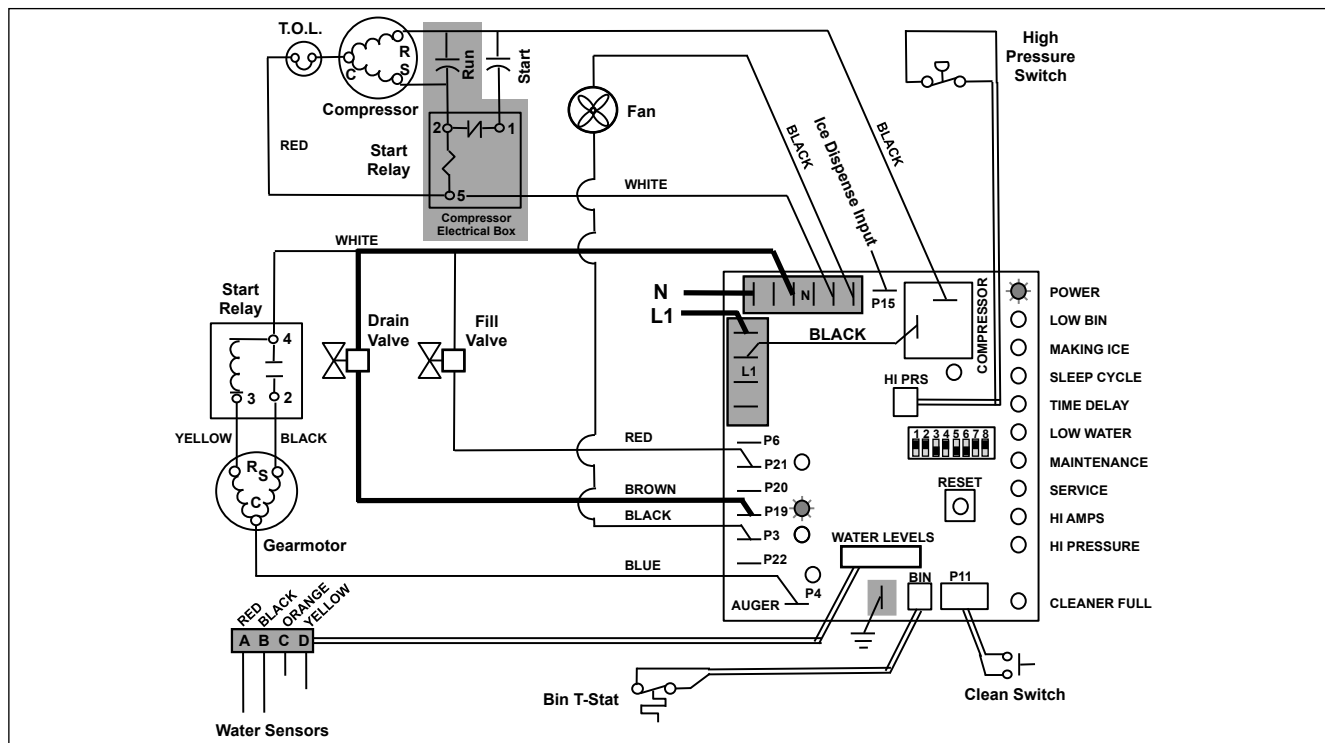 T.O.L.
C
R
S
Compressor
Run
Start
2
1
5
Start
Relay
Compressor
Electrical Box
RED
WHITE
Fan
BLACK
Ice Dispense Input
BLACK
High
Pressure
Switch
WHITE
Start
Relay
4
3
2
YELLOW
BLACK
R
S
C
Gearmotor
Drain
Valve
Fill
Valve
N
L1
N
P15
BLACK
L1
COMPRESSOR
HI PRS
1 2 3 4 5 6 7 8
RESET
RED
BROWN
BLACK
BLUE
P6
P21
P20
P19
P3
P22
P4
AUGER
WATER LEVELS
BIN
P11
POWER
LOW BIN
MAKING ICE
SLEEP CYCLE
TIME DELAY
LOW WATER
MAINTENANCE
SERVICE
HI AMPS
HI PRESSURE
CLEANER FULL
RED
BLACK
ORANGE
YELLOW
A B C D
Water Sensors
Bin T-Stat
Clean Switch